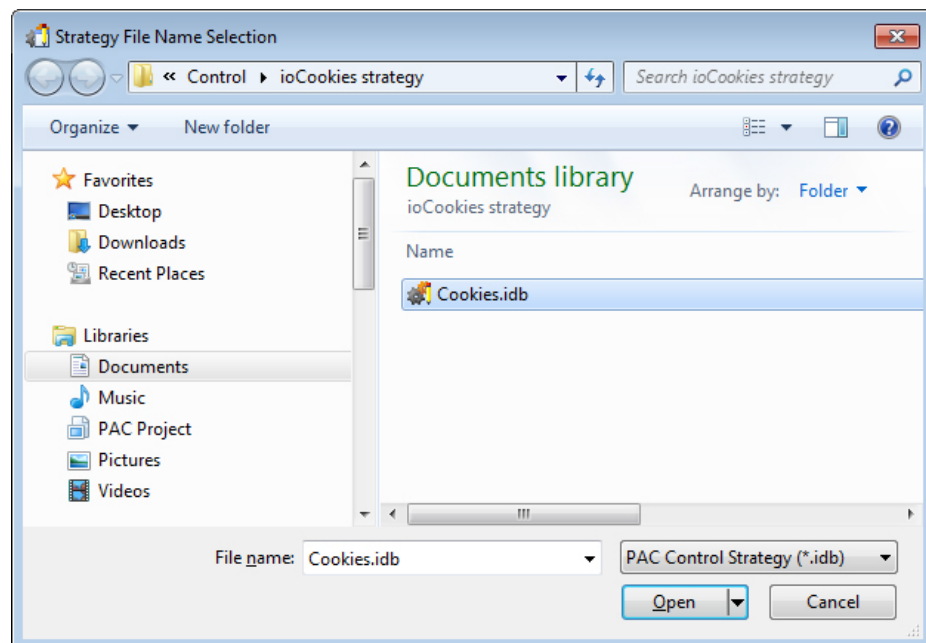 Strategy File Name Selection
« Control ▸ ioCookies strategy
Search ioCookies strategy
Organize
New folder
Favorites
Desktop
Downloads
Recent Places
Libraries
Documents
Music
PAC Project
Pictures
Videos
Documents library
ioCookies strategy
Arrange by: Folder
Name
Cookies.idb
File name: Cookies.idb
PAC Control Strategy (*.idb)
Open
Cancel